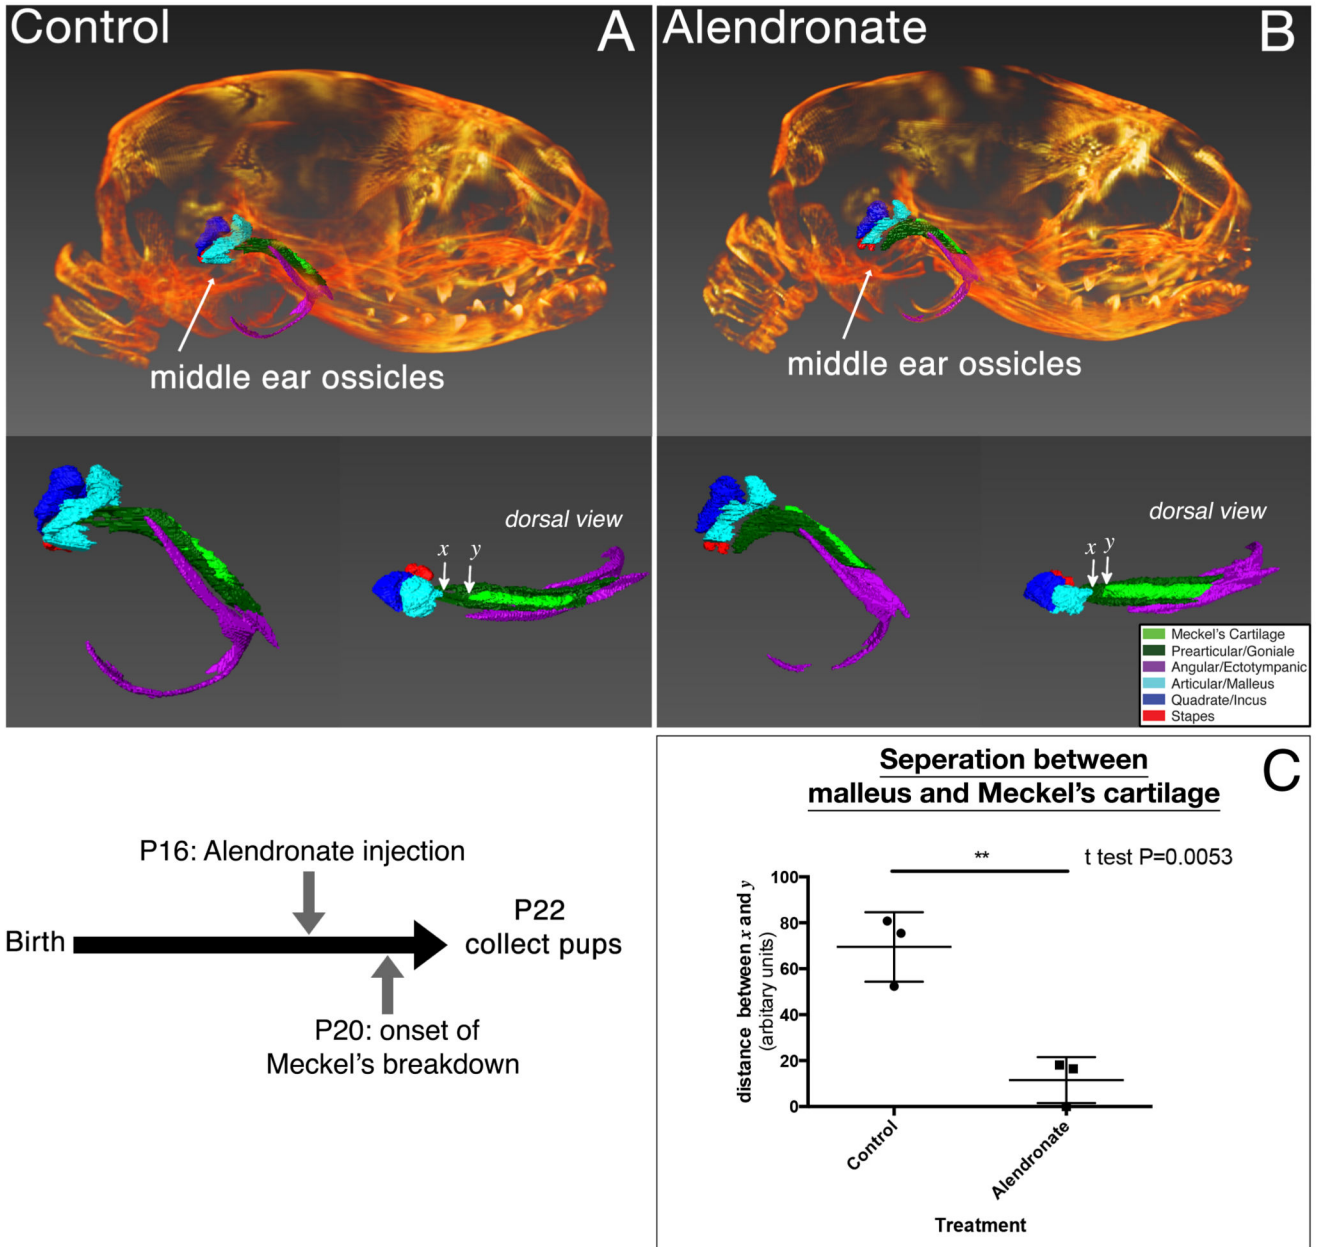 Control
A
middle ear ossicles
dorsal view
x
y
Alendronate
B
middle ear ossicles
dorsal view
x
y
Meckel's Cartilage
Prearticular/Goniale
Angular/Ectotympanic
Articular/Malleus
Quadrate/Incus
Stapes
P16: Alendronate injection
Birth
P22
collect pups
P20: onset of
Meckel's breakdown
C
Seperation between
malleus and Meckel's cartilage
** t test P=0.0053
distance between x and y
(arbitary units)
100
80
60
40
20
0
Control
Alendronate
Treatment